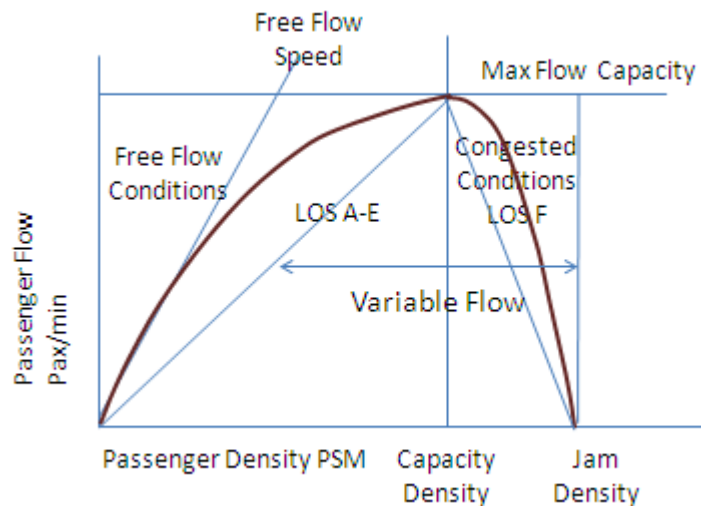 Free Flow
Speed
Max Flow Capacity
Free Flow
Conditions
Congested
Conditions
LOS F
LOS A-E
Variable Flow
Passenger Flow
Pax/min
Passenger Density PSM
Capacity
Density
Jam
Density